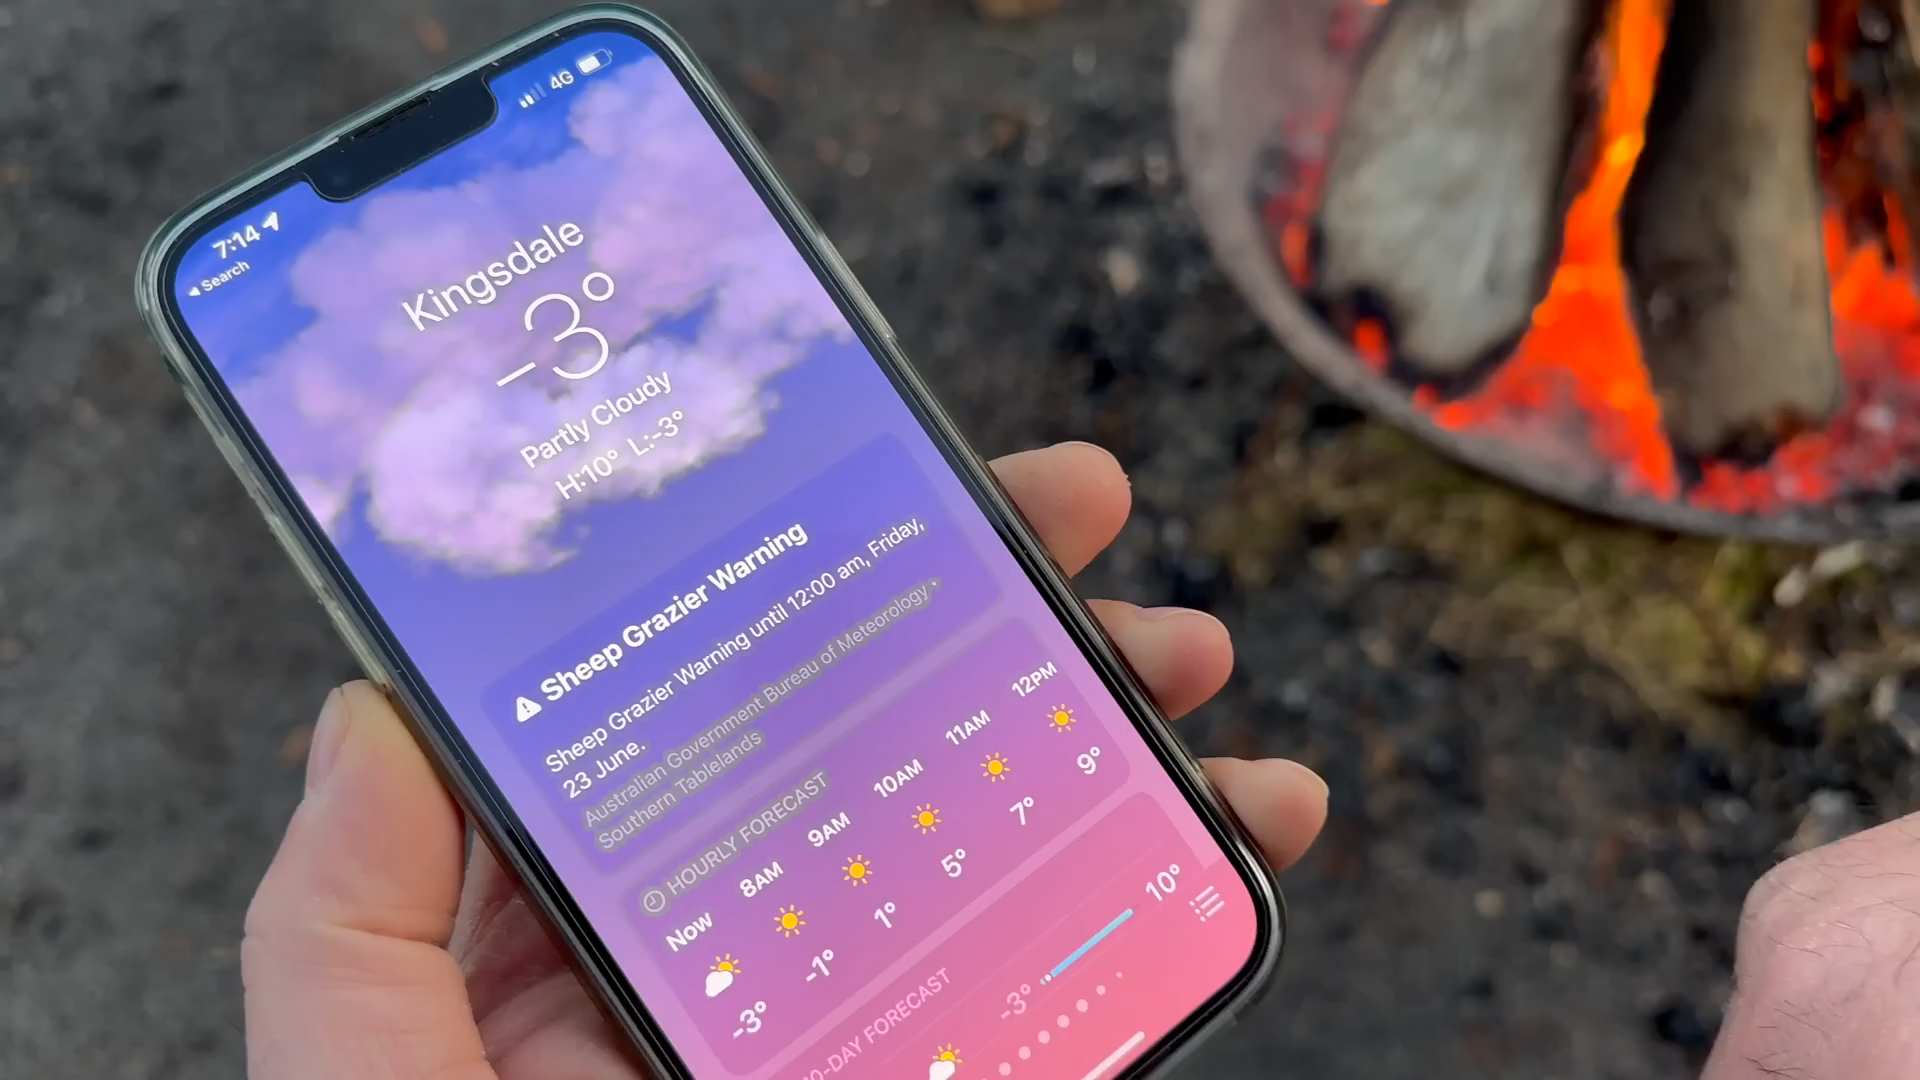 7:14
4G
◀ Search
Kingsdale
-3°
Partly Cloudy
H:10° L:-3°
Sheep Grazier Warning
Sheep Grazier Warning until 12:00 am, Friday,
23 June.
Australian Government Bureau of Meteorology •
Southern Tablelands
HOURLY FORECAST
Now 8AM 9AM 10AM 11AM 12PM
-3° -1° 1° 5° 7° 9°
10-DAY FORECAST
-3° 10°